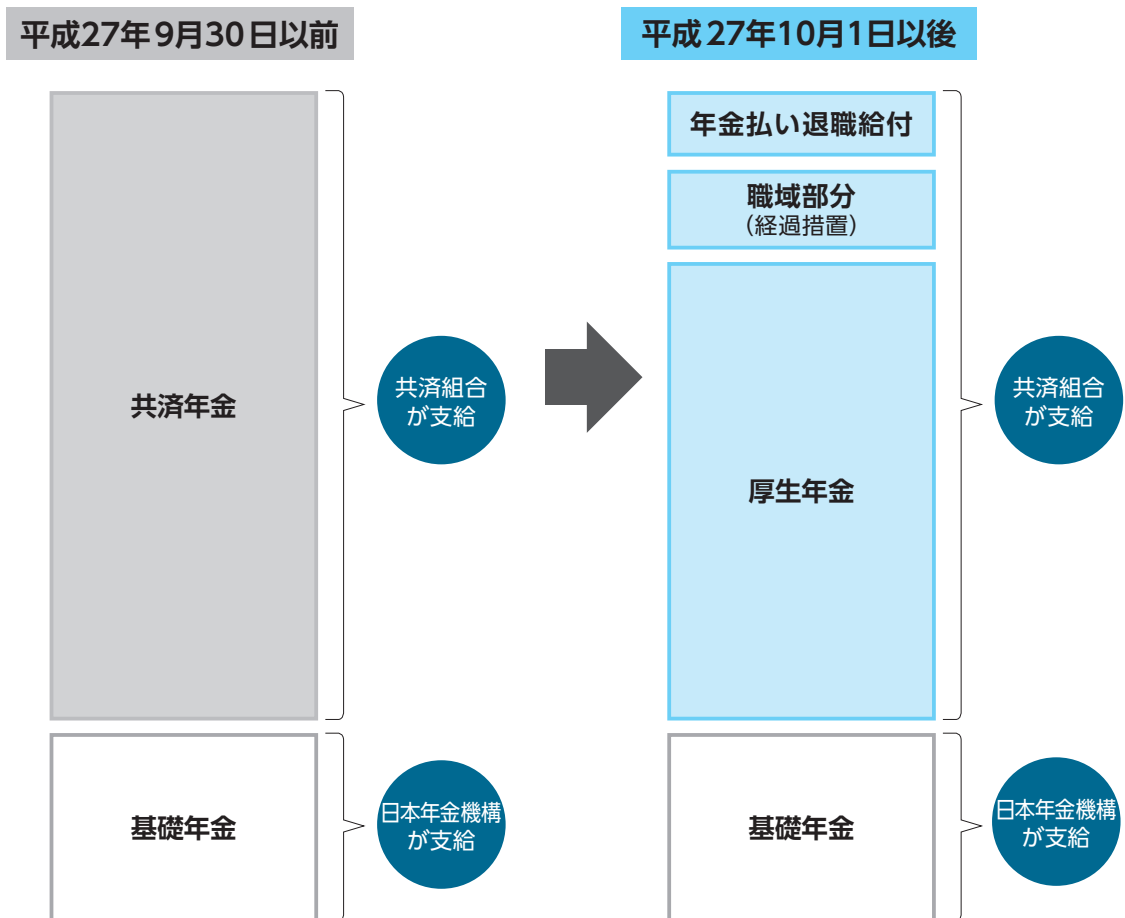 平成27年9月30日以前
共済年金
共済組合
が支給
基礎年金
日本年金機構
が支給
平成27年10月1日以後
年金払い退職給付
職域部分
（経過措置）
厚生年金
共済組合
が支給
基礎年金
日本年金機構
が支給